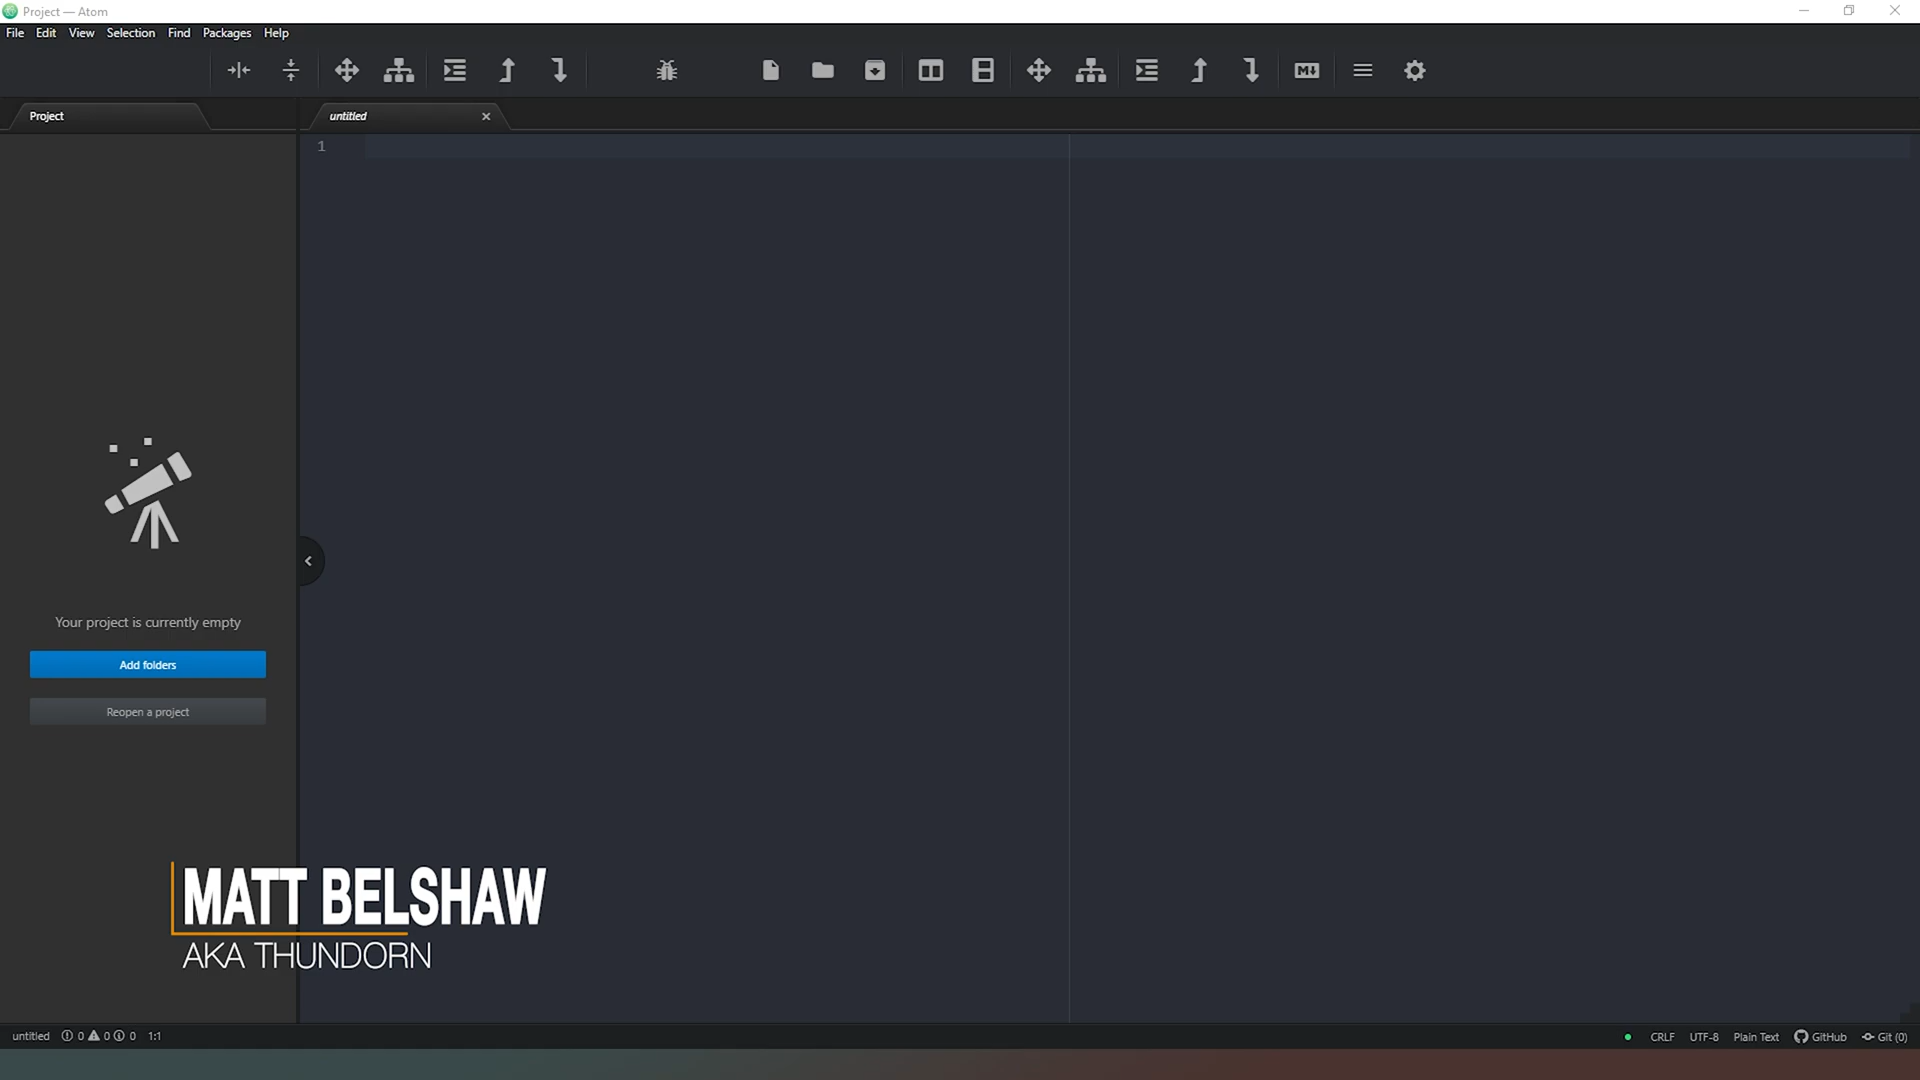 Project — Atom
File Edit View Selection Find Packages Help
Project
untitled
1
Your project is currently empty
Add folders
Reopen a project
MATT BELSHAW
AKA THUNDORN
untitled 0 0 0 1:1
CRLF UTF-8 Plain Text GitHub Git (0)